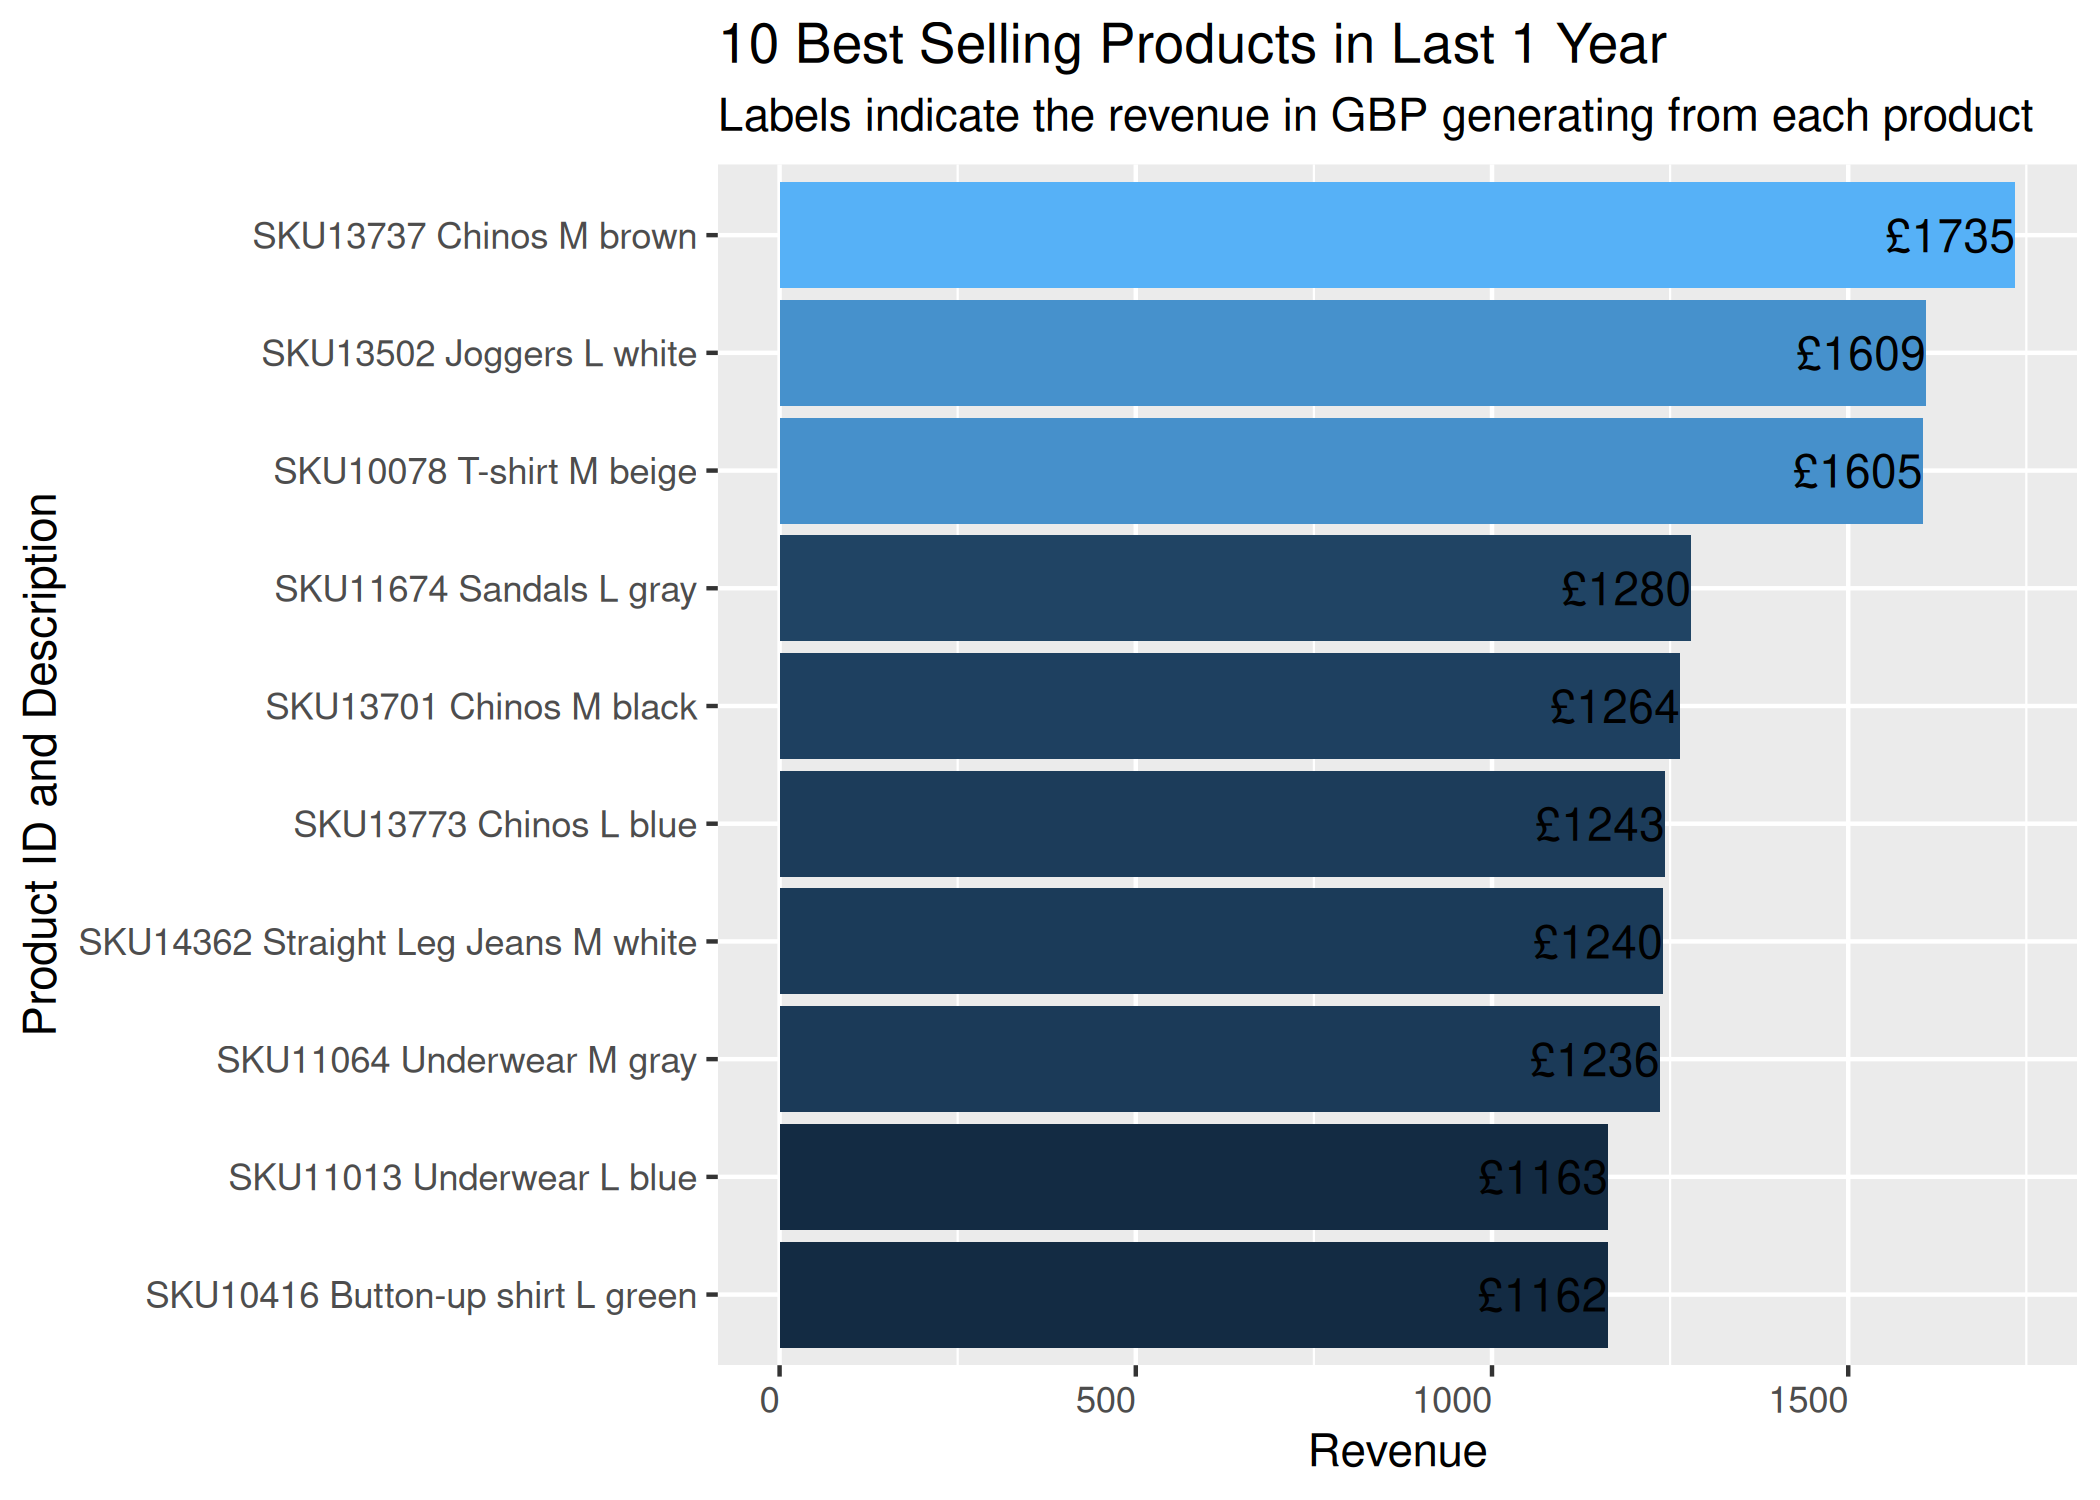 10 Best Selling Products in Last 1 Year
Labels indicate the revenue in GBP generating from each product
Product ID and Description
SKU13737 Chinos M brown £1735
SKU13502 Joggers L white £1609
SKU10078 T-shirt M beige £1605
SKU11674 Sandals L gray £1280
SKU13701 Chinos M black £1264
SKU13773 Chinos L blue £1243
SKU14362 Straight Leg Jeans M white £1240
SKU11064 Underwear M gray £1236
SKU11013 Underwear L blue £1163
SKU10416 Button-up shirt L green £1162
0 500 1000 1500
Revenue